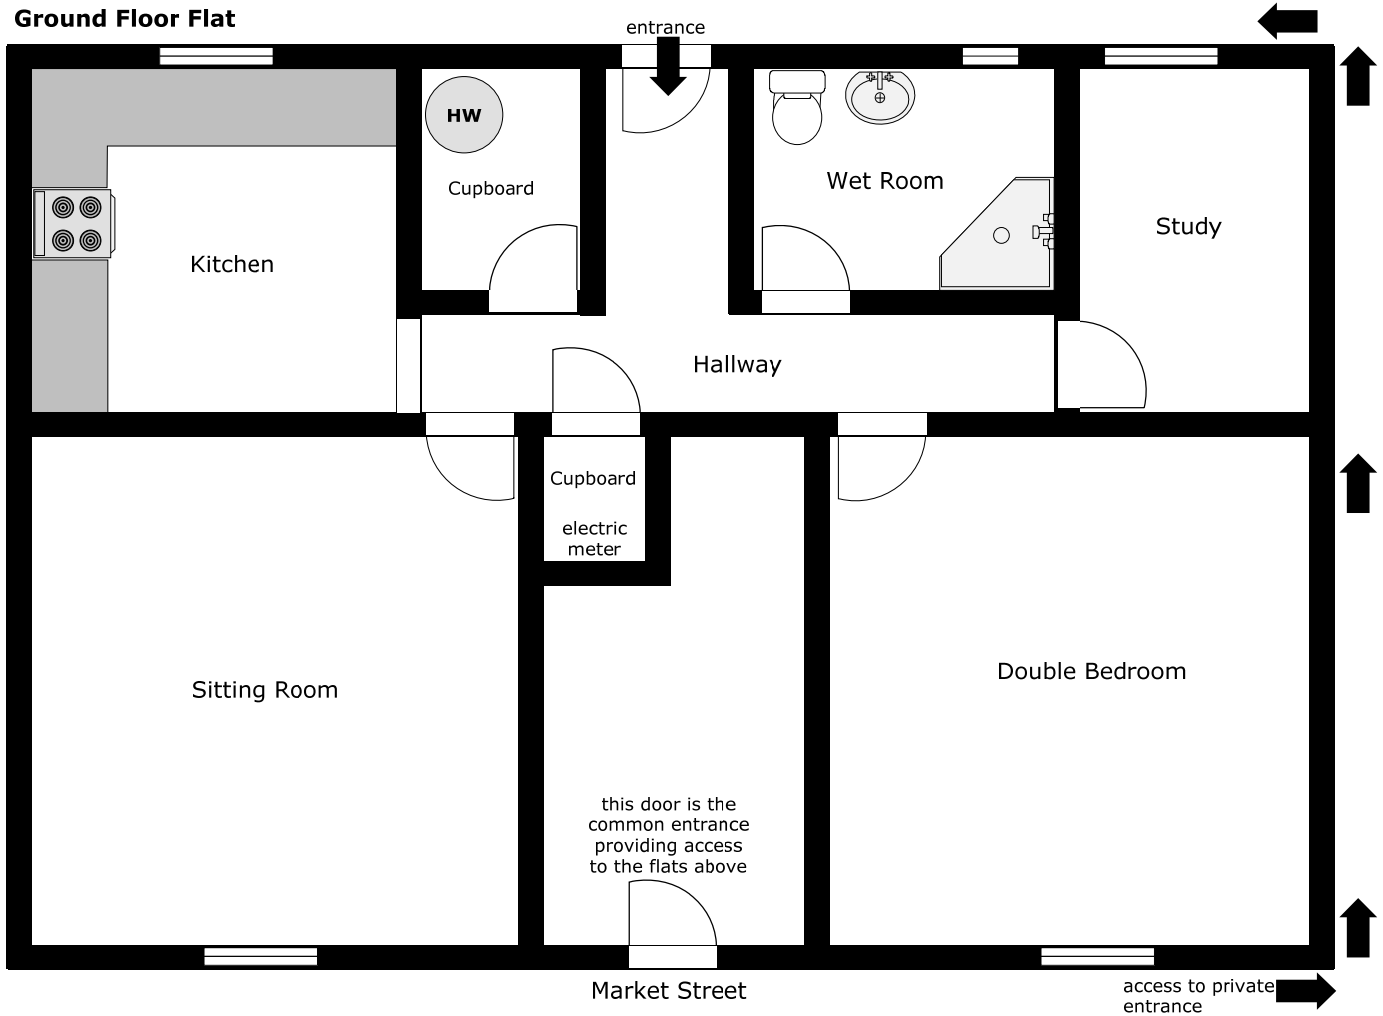 Ground Floor Flat
entrance
HW
Cupboard
Wet Room
Study
Kitchen
Hallway
Cupboard
electric
meter
Sitting Room
Double Bedroom
this door is the
common entrance
providing access
to the flats above
Market Street
access to private
entrance